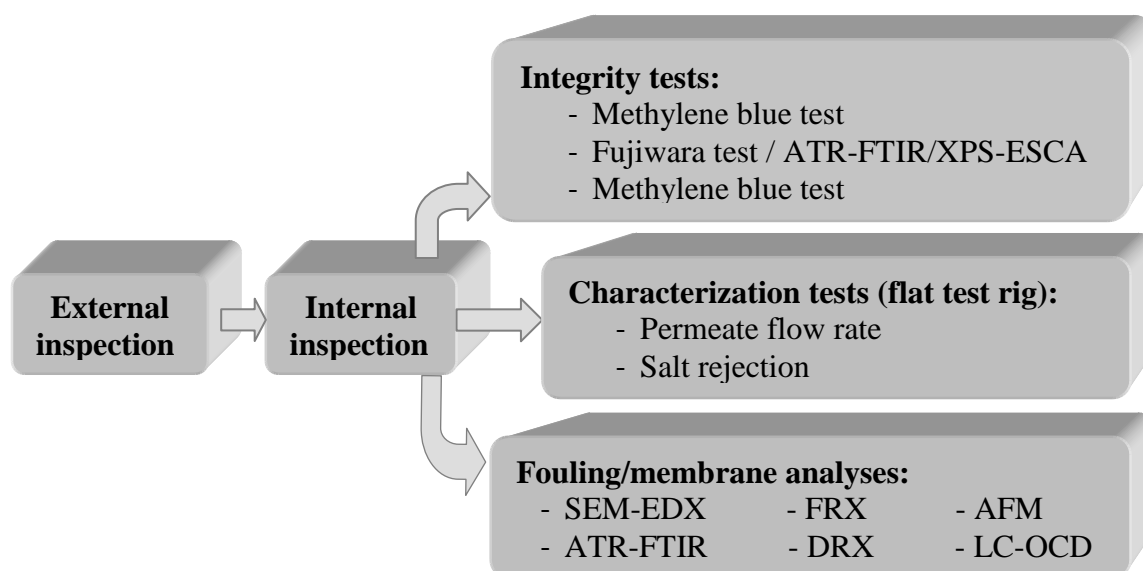 External
inspection
Internal
inspection
Integrity tests:
- Methylene blue test
- Fujiwara test / ATR-FTIR/XPS-ESCA
- Methylene blue test
Characterization tests (flat test rig):
- Permeate flow rate
- Salt rejection
Fouling/membrane analyses:
- SEM-EDX - FRX - AFM
- ATR-FTIR - DRX - LC-OCD